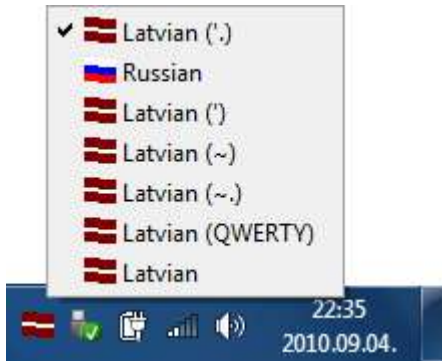 Latvian ('.)
Russian
Latvian (')
Latvian (~)
Latvian (~.)
Latvian (QWERTY)
Latvian
22:35
2010.09.04.